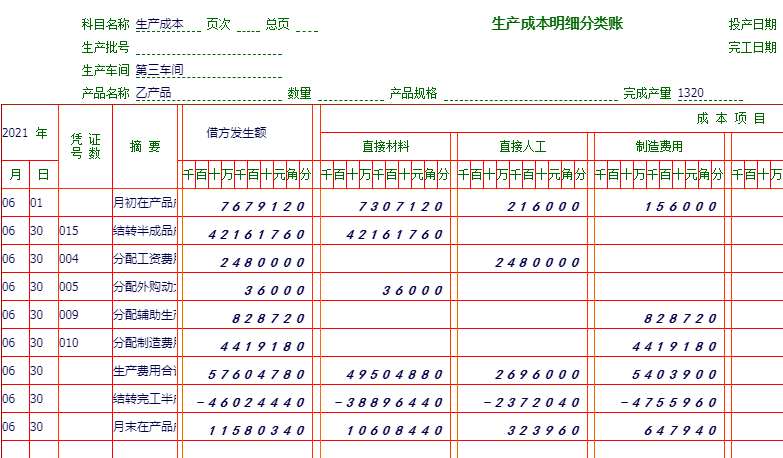 科目名称 生产成本 页次 总页 生产成本明细分类账 投产日期
生产批号 完工日期
生产车间 第三车间
产品名称 乙产品 数量 产品规格 完成产量 1320
2021 年 凭证号数 摘要 借方发生额 成本项目
直接材料 直接人工 制造费用
月 日 千百十万千百十元角分 千百十万千百十元角分 千百十万千百十元角分 千百十万千百十元角分 千百十万
06 01 月初在产品 7679120 7307120 216000 156000
06 30 015 结转半成品 42161760 42161760
06 30 004 分配工资费 2480000 2480000
06 30 005 分配外购动 36000 36000
06 30 009 分配辅助生 828720 828720
06 30 010 分配制造费 4419180 4419180
06 30 生产费用合 57604780 49504880 2696000 5403900
06 30 结转完工半 -46024440 -38896440 -2372040 -4755960
06 30 月末在产品 11580340 10608440 323960 647940